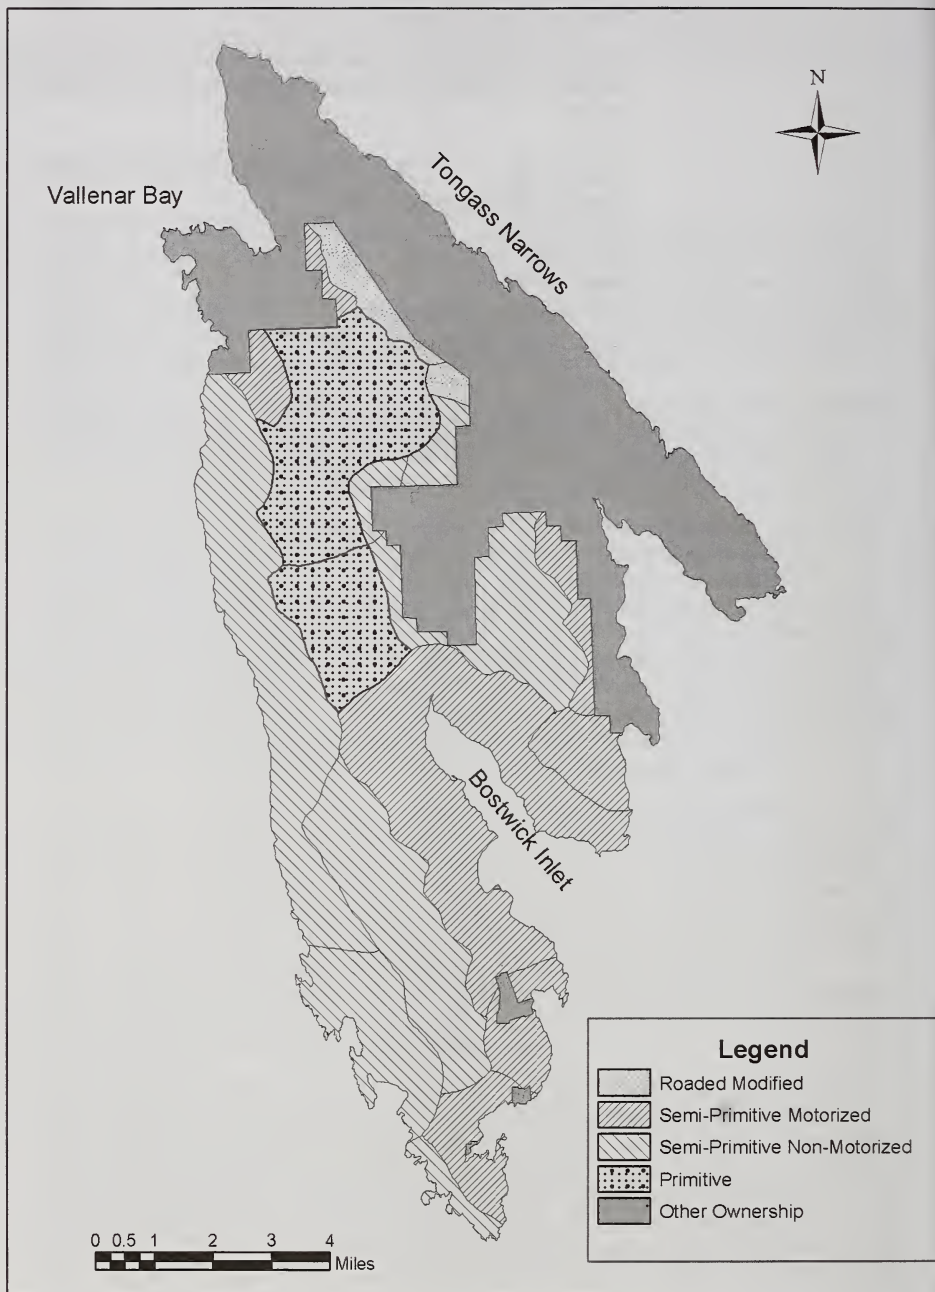 N
Tongass Narrows
Vallenar Bay
Bostwick Inlet
Legend
Roaded Modified
Semi-Primitive Motorized
Semi-Primitive Non-Motorized
Primitive
Other Ownership
0 0.5 1 2 3 4
Miles